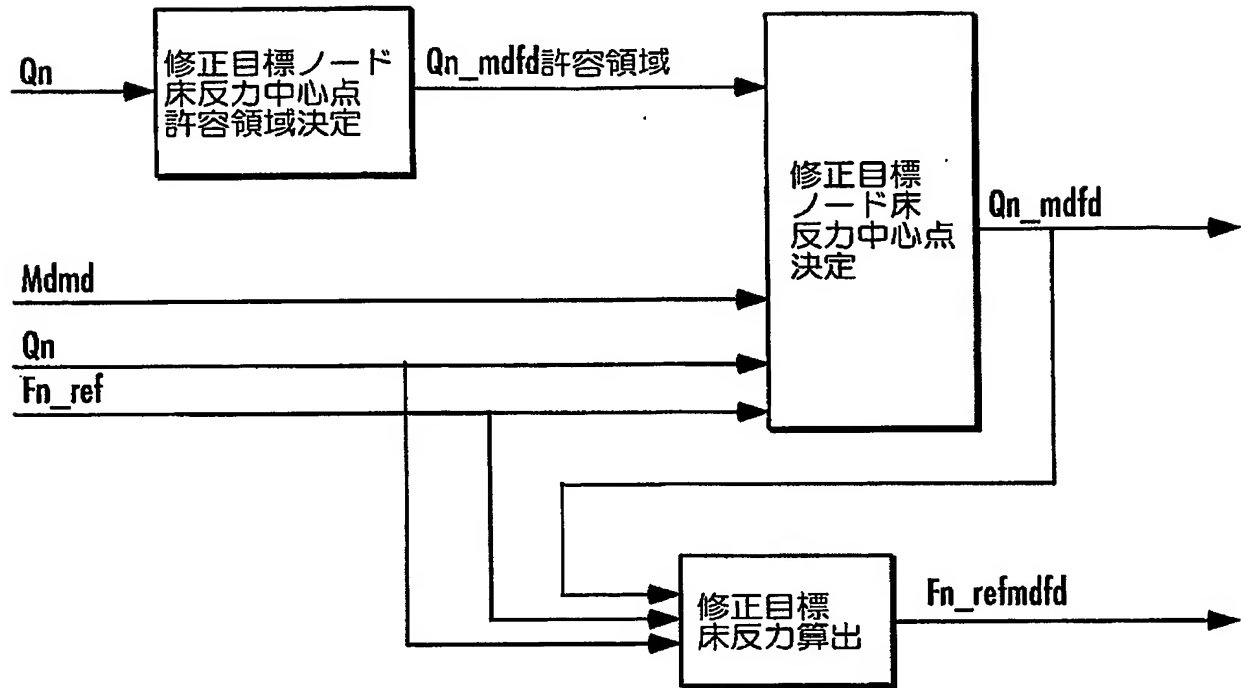 Qn
修正目標ノード
床反力中心点
許容領域決定
Qn_mdfd許容領域
修正目標
ノード床
反力中心点
決定
Qn_mdfd
Mdmd
Qn
Fn_ref
修正目標
床反力算出
Fn_refmdfd